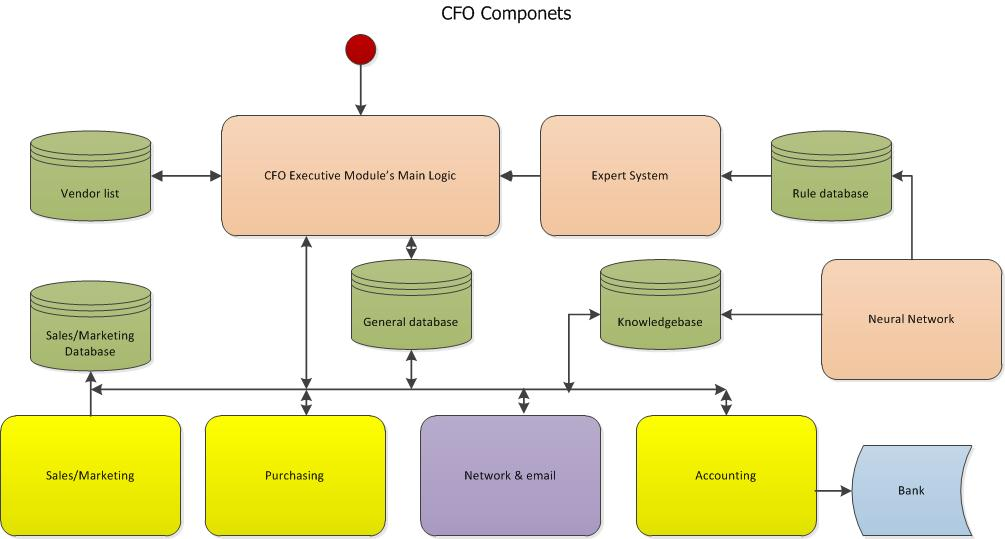 CFO Componets
Vendor list
CFO Executive Module's Main Logic
Expert System
Rule database
Sales/Marketing
Database
General database
Knowledgebase
Neural Network
Sales/Marketing
Purchasing
Network & email
Accounting
Bank